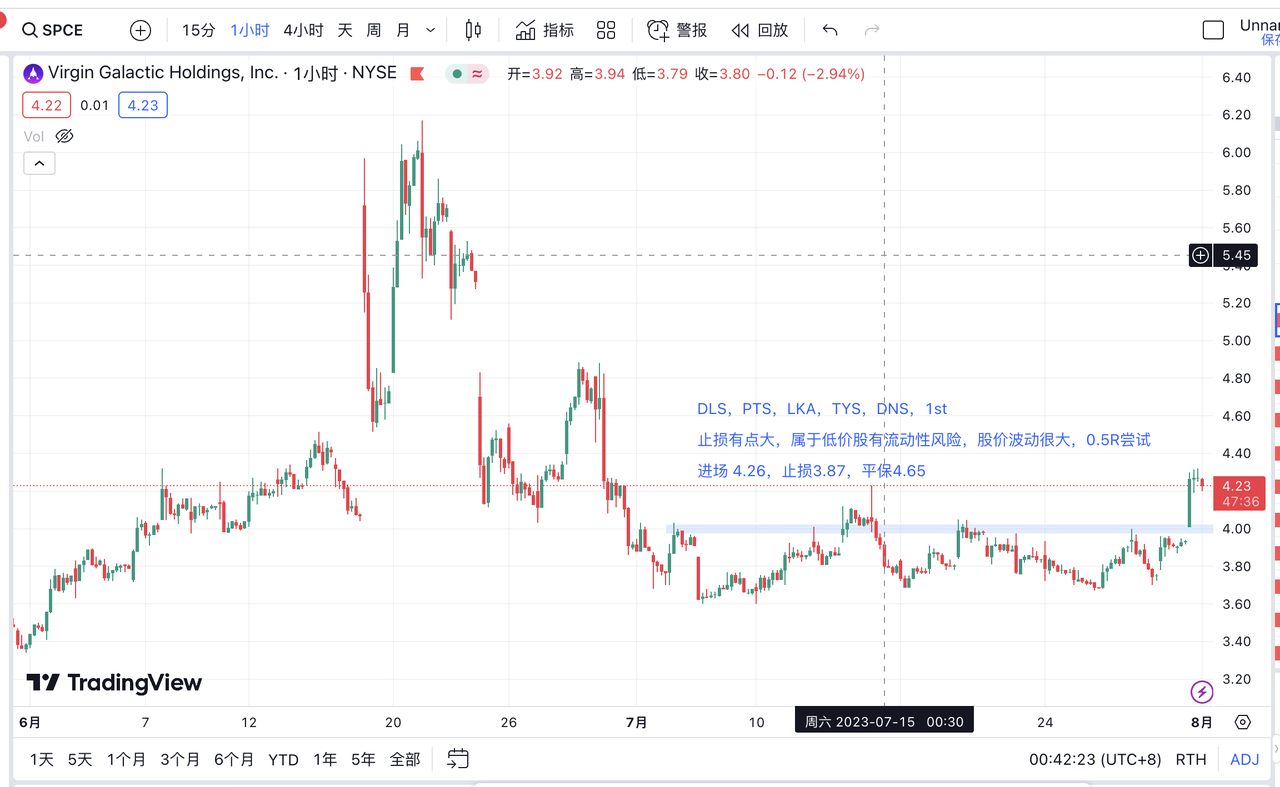 SPCE 15分 1小时 4小时 天 周 月 指标 警报 回放
保存
Virgin Galactic Holdings, Inc. · 1小时 · NYSE 开=3.92 高=3.94 低=3.79 收=3.80 −0.12 (−2.94%)
4.22 0.01 4.23
Vol
6.40
6.20
6.00
5.80
5.60
5.45
5.20
5.00
4.80
4.60
4.40
4.23
47:36
4.00
3.80
3.60
3.40
3.20
DLS，PTS，LKA，TYS，DNS，1st
止损有点大，属于低价股有流动性风险，股价波动很大，0.5R尝试
进场 4.26，止损3.87，平保4.65
TradingView
6月 7 12 20 26 7月 10 周六 2023-07-15 00:30 24 8月
1天 5天 1个月 3个月 6个月 YTD 1年 5年 全部 00:42:23 (UTC+8) RTH ADJ